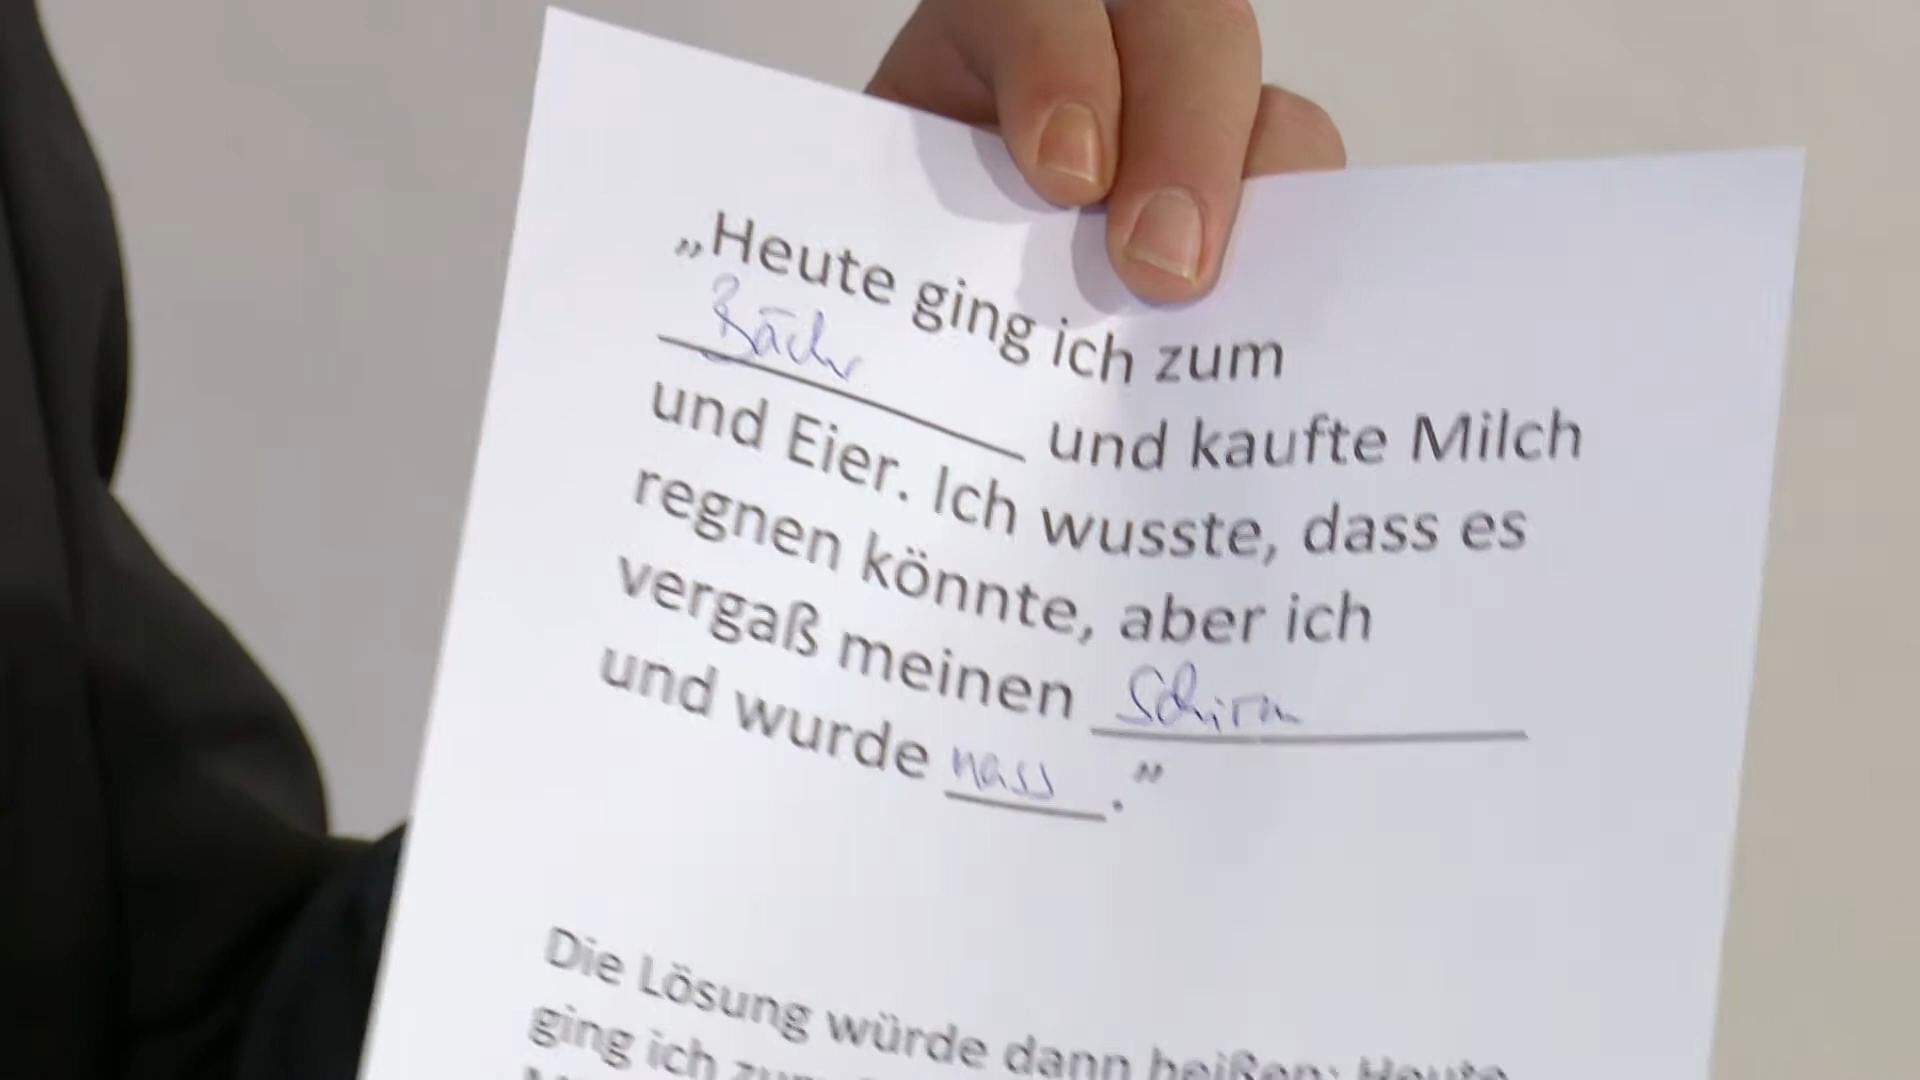 „Heute ging ich zum
Bäcker und kaufte Milch
und Eier. Ich wusste, dass es
regnen könnte, aber ich
vergaß meinen Schirm
und wurde nass.”
Die Lösung würde dann heißen: Heute
ging ich zum